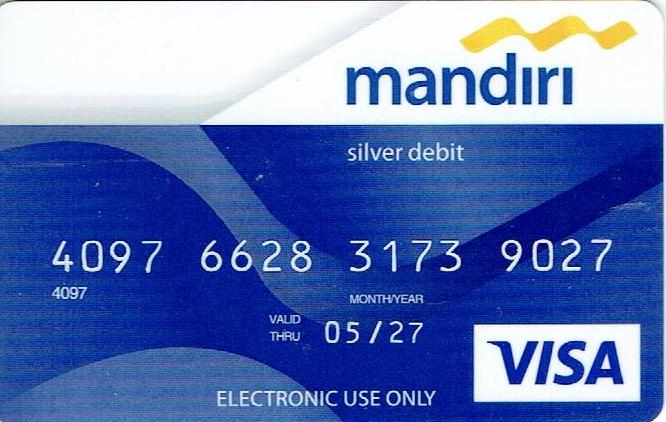 mandiri
silver debit
4097 6628 3173 9027
4097
MONTH/YEAR
VALID
THRU 05/27
VISA
ELECTRONIC USE ONLY